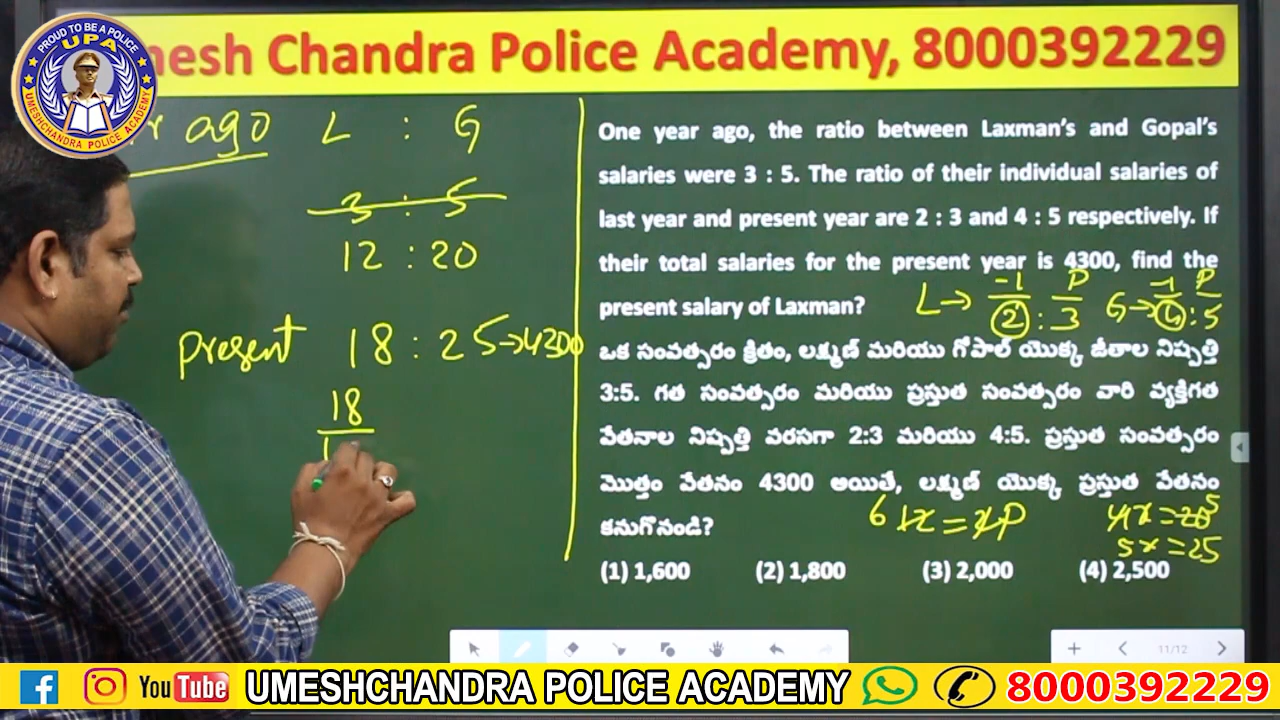 PROUD TO BE A POLICE
UPA
UMESHCHANDRA POLICE ACADEMY
mesh Chandra Police Academy, 8000392229
r ago L : G
3 : 5
12 : 20
present 18 : 25→4300
18
One year ago, the ratio between Laxman's and Gopal's
salaries were 3 : 5. The ratio of their individual salaries of
last year and present year are 2 : 3 and 4 : 5 respectively. If
their total salaries for the present year is 4300, find the
present salary of Laxman?
L→ -1 P G→ -1 P
2 : 3 4 : 5
ఒక సంవత్సరం క్రితం, లక్ష్మణ్ మరియు గోపాల్ యొక్క జీతాల నిష్పత్తి
3:5. గత సంవత్సరం మరియు ప్రస్తుత సంవత్సరం వారి వ్యక్తిగత
వేతనాల నిష్పత్తి వరసగా 2:3 మరియు 4:5. ప్రస్తుత సంవత్సరం
మొత్తం వేతనం 4300 అయితే, లక్ష్మణ్ యొక్క ప్రస్తుత వేతనం
కనుగొనండి?
4x=20 5
5x=25
(1) 1,600 (2) 1,800 (3) 2,000 (4) 2,500
11/12
f YouTube UMESHCHANDRA POLICE ACADEMY 8000392229